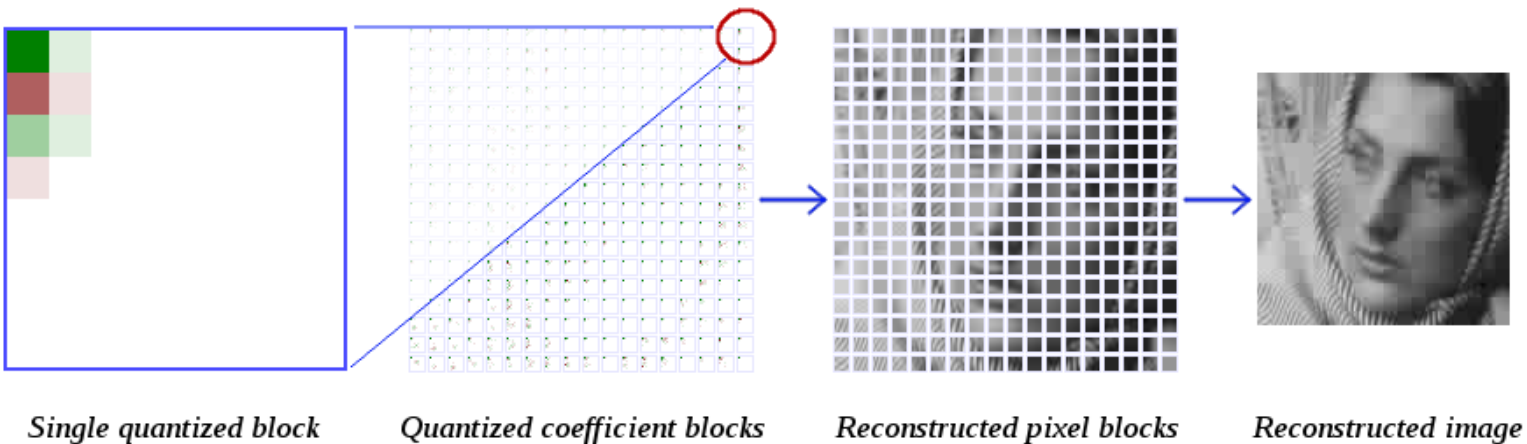 Single quantized block
Quantized coefficient blocks
Reconstructed pixel blocks
Reconstructed image